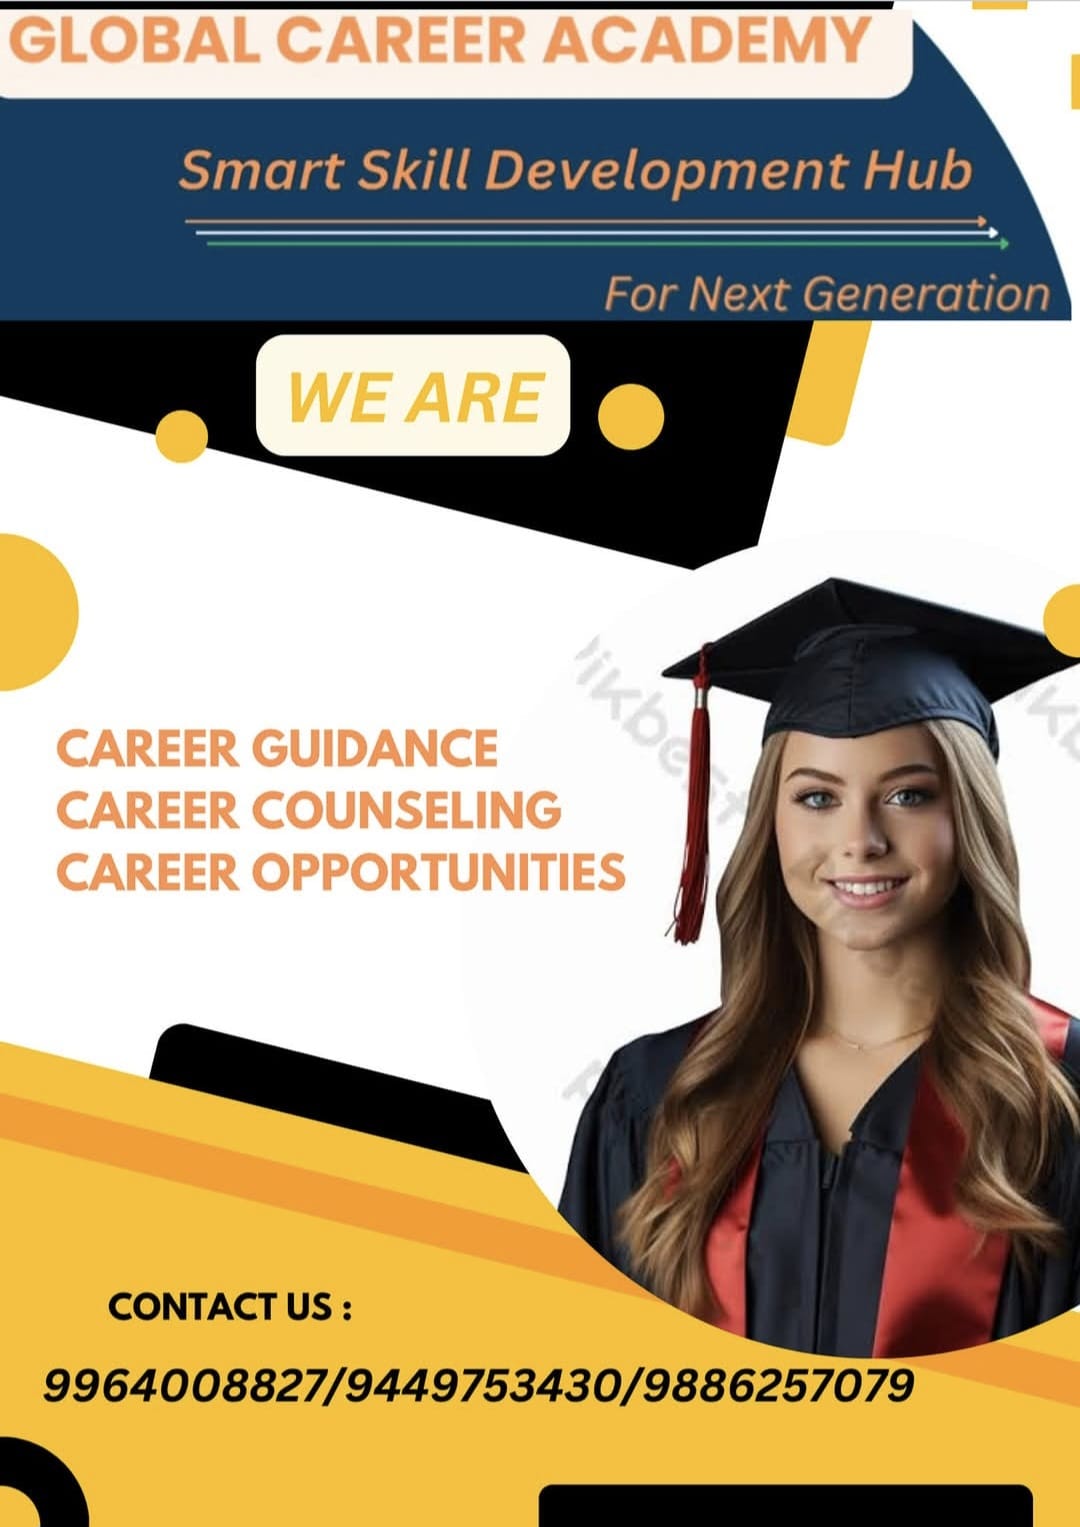 GLOBAL CAREER ACADEMY
Smart Skill Development Hub
For Next Generation
WE ARE
CAREER GUIDANCE
CAREER COUNSELING
CAREER OPPORTUNITIES
CONTACT US :
9964008827/9449753430/9886257079